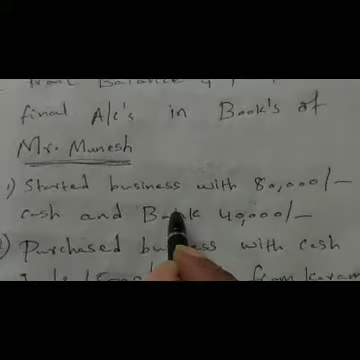 final A/c's in Book's of
Mr. Munesh
1) Started business with 80,000/-
cash and Bank 40,000/-
2) Purchased business with cash
from